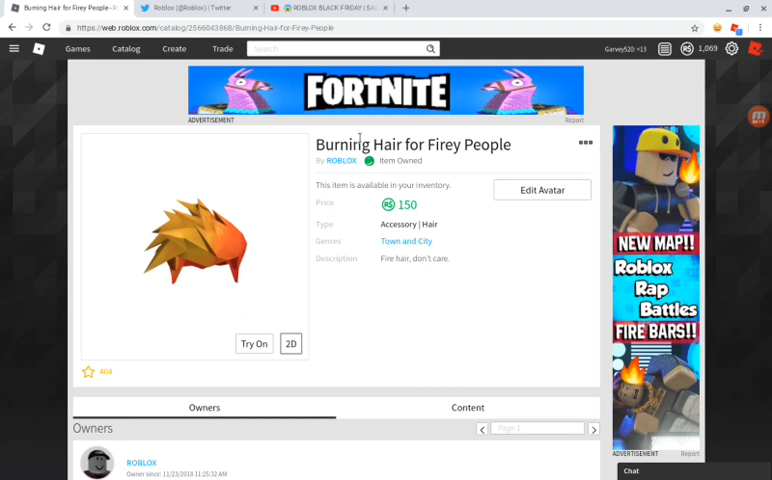 Burning Hair for Firey People - R
Roblox (@Roblox) | Twitter
ROBLOX BLACK FRIDAY | SAL
https://web.roblox.com/catalog/2566043868/Burning-Hair-for-Firey-People
Games Catalog Create Trade Search Garvey520: <13 1,069
FORTNITE
ADVERTISEMENT Report
Burning Hair for Firey People
By ROBLOX Item Owned
This item is available in your inventory.
Edit Avatar
Price 150
Type Accessory | Hair
Genres Town and City
Description Fire hair, don't care.
Try On 2D
404
NEW MAP!!
Roblox
Rap
Battles
FIRE BARS!!
ADVERTISEMENT Report
Owners Content
Owners Page 1
ROBLOX
Owner since: 11/23/2018 11:25:32 AM
Chat